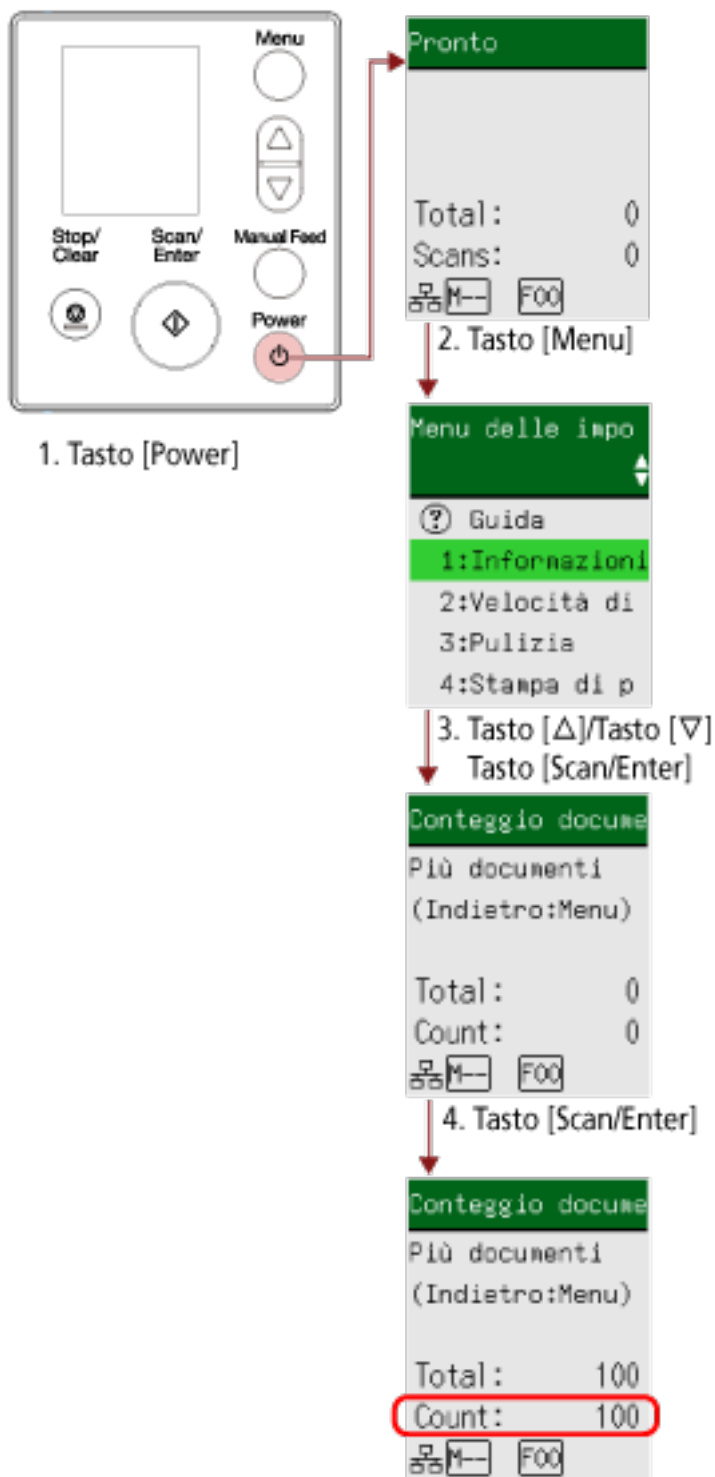 Menu
Stop/
Clear
Scan/
Enter
Manual Feed
Power
1. Tasto [Power]
Pronto
Total: 0
Scans: 0
M-- F00
2. Tasto [Menu]
Menu delle impo
? Guida
1:Informazioni
2:Velocità di
3:Pulizia
4:Stampa di p
3. Tasto [△]/Tasto [▽]
Tasto [Scan/Enter]
Conteggio docume
Più documenti
(Indietro:Menu)
Total: 0
Count: 0
M-- F00
4. Tasto [Scan/Enter]
Conteggio docume
Più documenti
(Indietro:Menu)
Total: 100
Count: 100
M-- F00